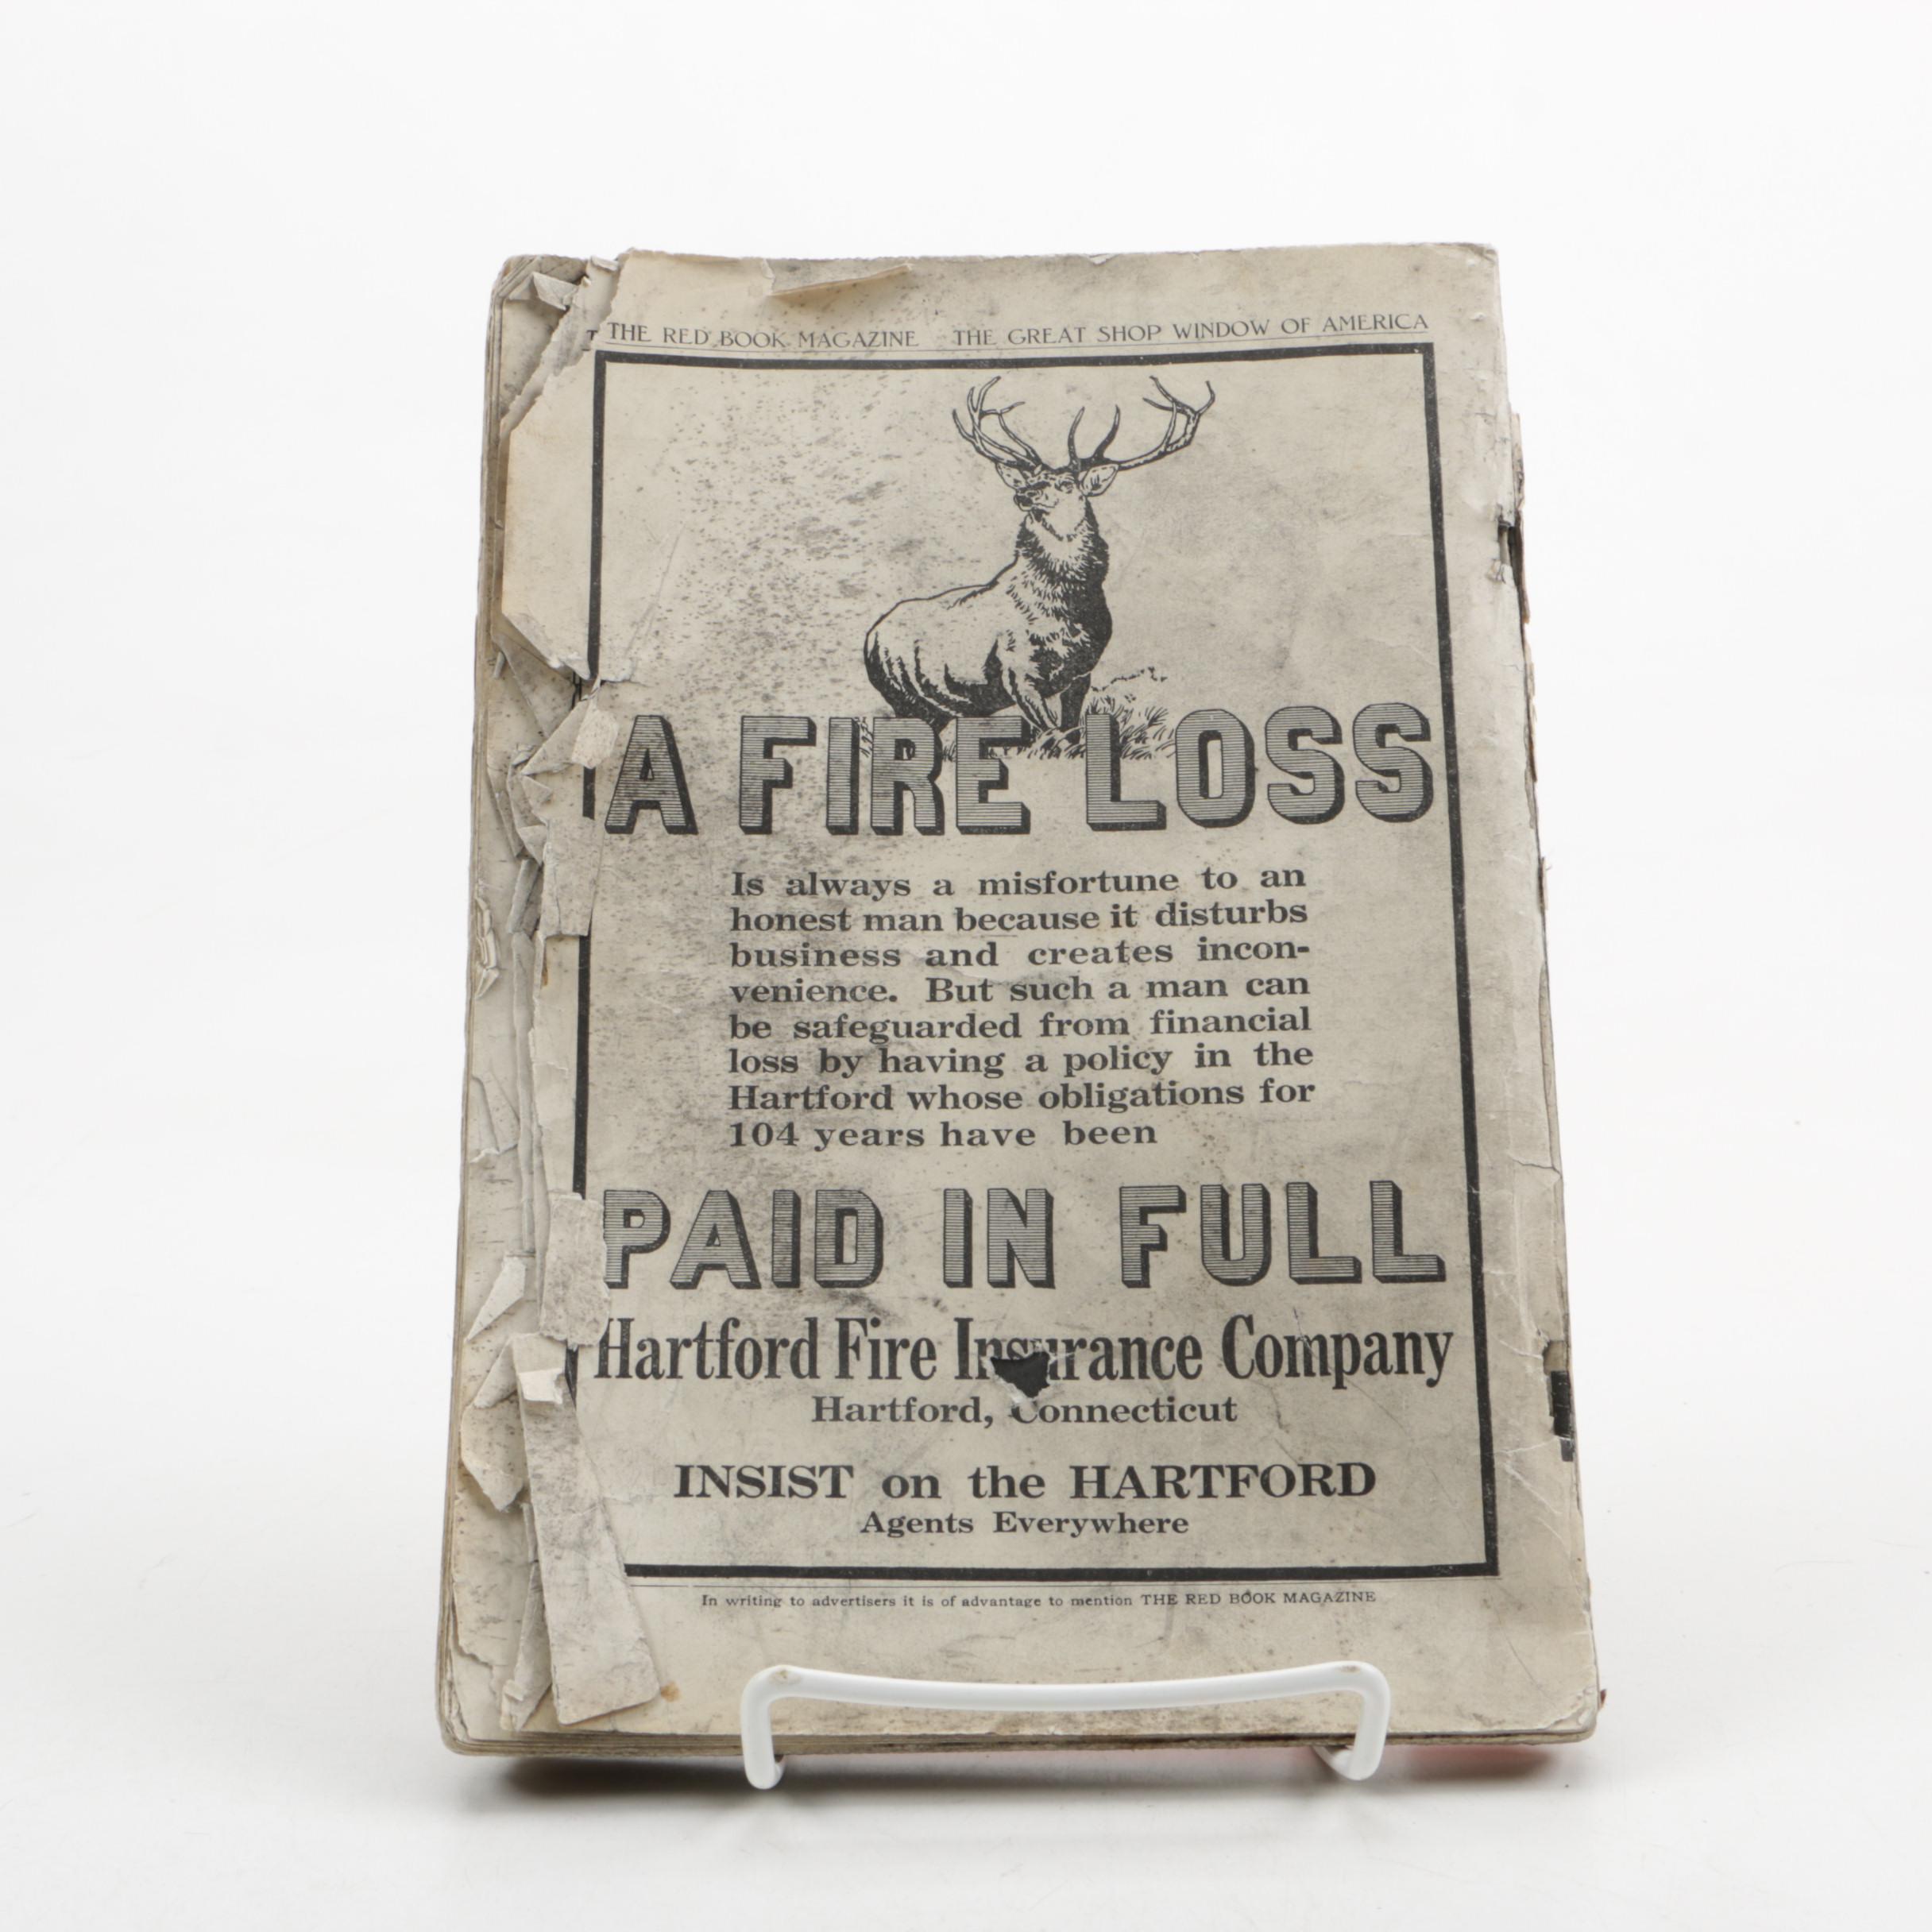 THE RED BOOK MAGAZINE THE GREAT SHOP WINDOW OF AMERICA
A FIRE LOSS
Is always a misfortune to an
honest man because it disturbs
business and creates incon-
venience. But such a man can
be safeguarded from financial
loss by having a policy in the
Hartford whose obligations for
104 years have been
PAID IN FULL
Hartford Fire Insurance Company
Hartford, Connecticut
INSIST on the HARTFORD
Agents Everywhere
In writing to advertisers it is of advantage to mention THE RED BOOK MAGAZINE